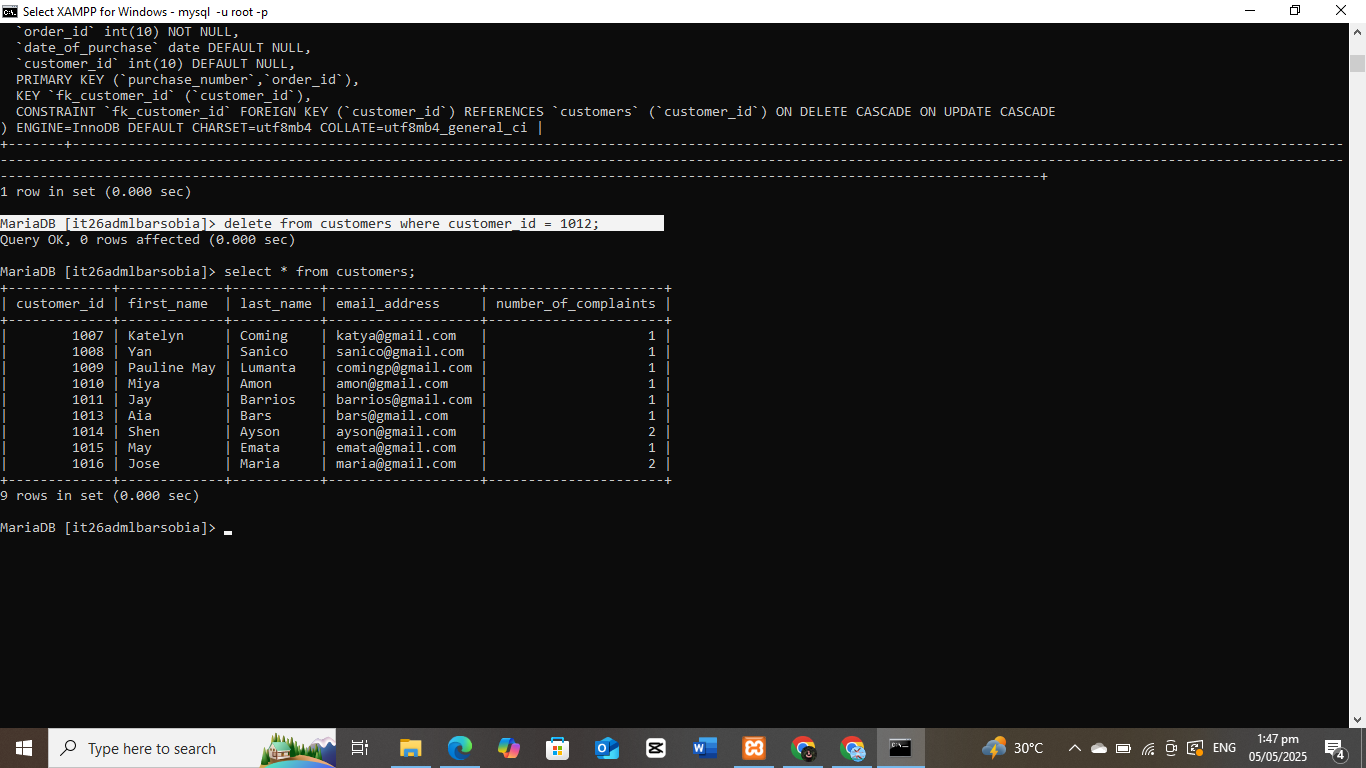 Select XAMPP for Windows - mysql -u root -p
`order_id` int(10) NOT NULL,
`date_of_purchase` date DEFAULT NULL,
`customer_id` int(10) DEFAULT NULL,
PRIMARY KEY (`purchase_number`,`order_id`),
KEY `fk_customer_id` (`customer_id`),
CONSTRAINT `fk_customer_id` FOREIGN KEY (`customer_id`) REFERENCES `customers` (`customer_id`) ON DELETE CASCADE ON UPDATE CASCADE
) ENGINE=InnoDB DEFAULT CHARSET=utf8mb4 COLLATE=utf8mb4_general_ci |
1 row in set (0.000 sec)
MariaDB [it26admlbarsobia]> delete from customers where customer_id = 1012;
Query OK, 0 rows affected (0.000 sec)
MariaDB [it26admlbarsobia]> select * from customers;
| customer_id | first_name | last_name | email_address | number_of_complaints |
| 1007 | Katelyn | Coming | katya@gmail.com | 1 |
| 1008 | Yan | Sanico | sanico@gmail.com | 1 |
| 1009 | Pauline May | Lumanta | comingp@gmail.com | 1 |
| 1010 | Miya | Amon | amon@gmail.com | 1 |
| 1011 | Jay | Barrios | barrios@gmail.com | 1 |
| 1013 | Aia | Bars | bars@gmail.com | 1 |
| 1014 | Shen | Ayson | ayson@gmail.com | 2 |
| 1015 | May | Emata | emata@gmail.com | 1 |
| 1016 | Jose | Maria | maria@gmail.com | 2 |
9 rows in set (0.000 sec)
MariaDB [it26admlbarsobia]>
Type here to search
30°C
ENG
1:47 pm
05/05/2025
4